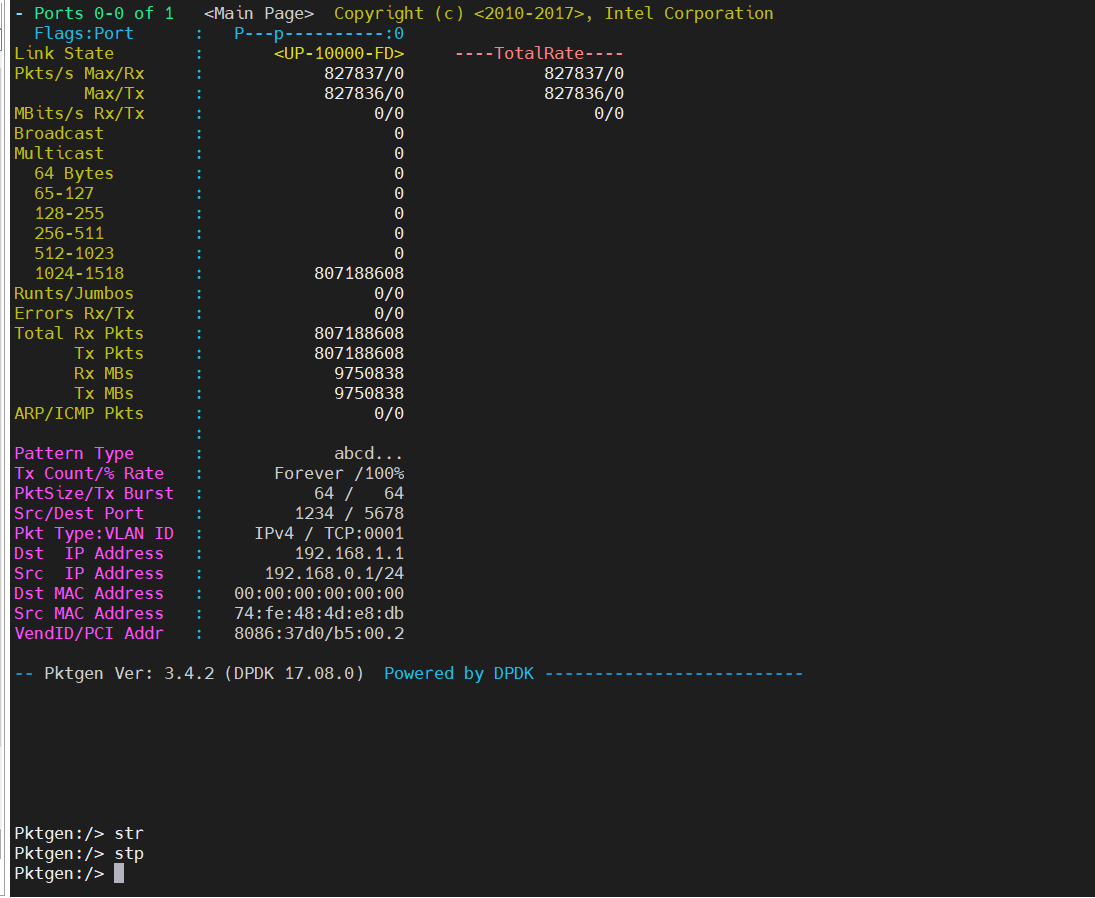 - Ports 0-0 of 1   <Main Page>  Copyright (c) <2010-2017>, Intel Corporation
  Flags:Port      :   P---p----------:0
Link State        :       <UP-10000-FD>     ----TotalRate----
Pkts/s Max/Rx     :            827837/0              827837/0
       Max/Tx     :            827836/0              827836/0
MBits/s Rx/Tx     :                 0/0                   0/0
Broadcast         :                   0
Multicast         :                   0
  64 Bytes        :                   0
  65-127          :                   0
  128-255         :                   0
  256-511         :                   0
  512-1023        :                   0
  1024-1518       :           807188608
Runts/Jumbos      :                 0/0
Errors Rx/Tx      :                 0/0
Total Rx Pkts     :           807188608
      Tx Pkts     :           807188608
      Rx MBs      :             9750838
      Tx MBs      :             9750838
ARP/ICMP Pkts     :                 0/0
                  :
Pattern Type      :             abcd...
Tx Count/% Rate   :       Forever /100%
PktSize/Tx Burst  :           64 /   64
Src/Dest Port     :         1234 / 5678
Pkt Type:VLAN ID  :     IPv4 / TCP:0001
Dst  IP Address   :         192.168.1.1
Src  IP Address   :      192.168.0.1/24
Dst MAC Address   :   00:00:00:00:00:00
Src MAC Address   :   74:fe:48:4d:e8:db
VendID/PCI Addr   :   8086:37d0/b5:00.2
-- Pktgen Ver: 3.4.2 (DPDK 17.08.0)  Powered by DPDK --------------------------
Pktgen:/> str
Pktgen:/> stp
Pktgen:/>